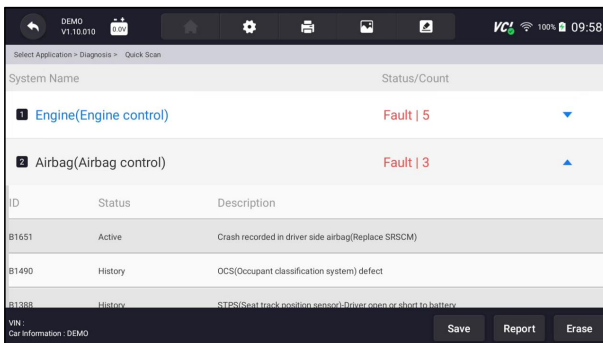 DEMO
V1.10.010
0.0V
VC!
100%
09:58
Select Application > Diagnosis > Quick Scan
System Name Status/Count
1 Engine(Engine control) Fault | 5
2 Airbag(Airbag control) Fault | 3
ID Status Description
B1651 Active Crash recorded in driver side airbag(Replace SRSCM)
B1490 History OCS(Occupant classification system) defect
B1388 History STPS(Seat track position sensor)-Driver open or short to battery
VIN :
Car Information : DEMO
Save Report Erase